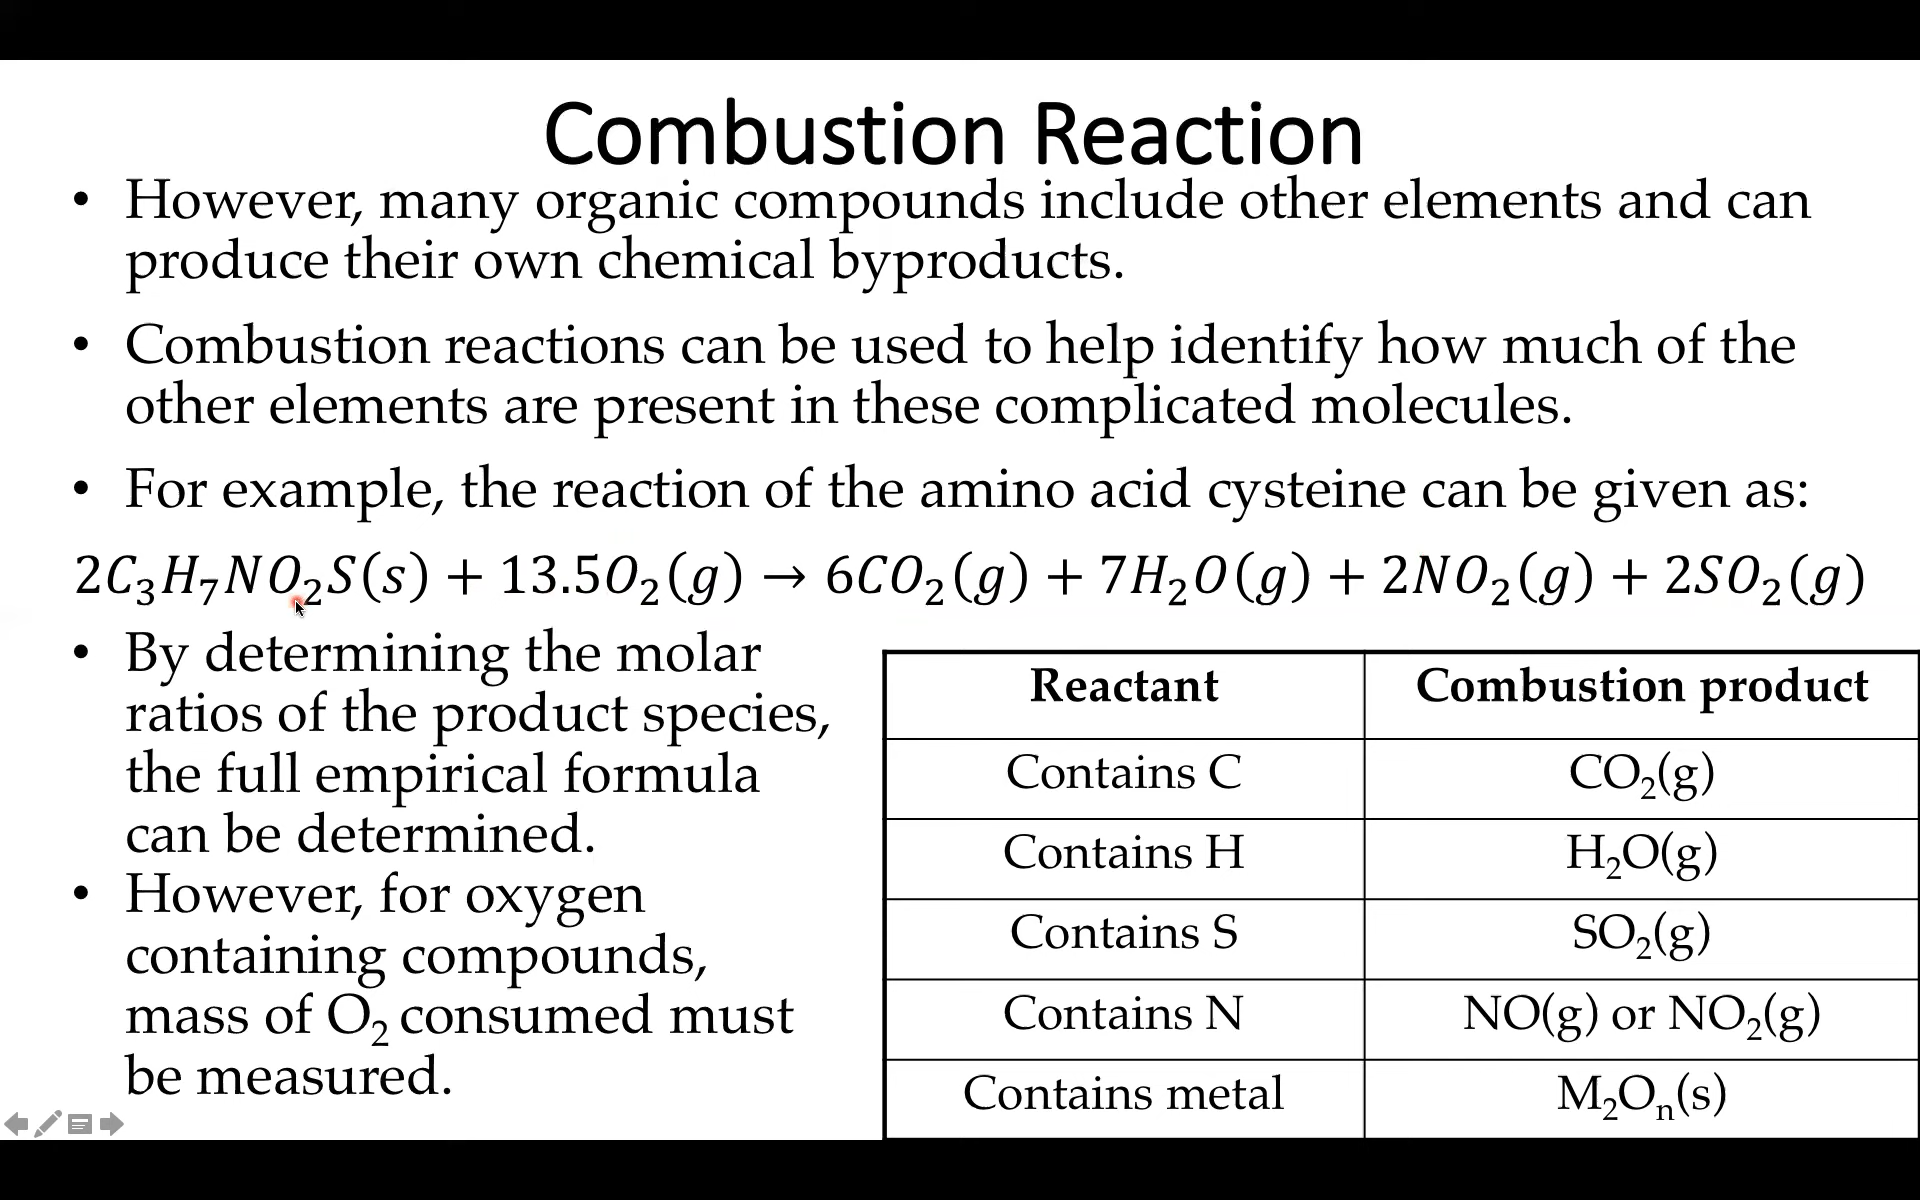 Combustion Reaction
• However, many organic compounds include other elements and can
produce their own chemical byproducts.
• Combustion reactions can be used to help identify how much of the
other elements are present in these complicated molecules.
• For example, the reaction of the amino acid cysteine can be given as:
2C₃H₇NO₂S(s) + 13.5O₂(g) → 6CO₂(g) + 7H₂O(g) + 2NO₂(g) + 2SO₂(g)
• By determining the molar
ratios of the product species,
the full empirical formula
can be determined.
• However, for oxygen
containing compounds,
mass of O₂ consumed must
be measured.
Reactant Combustion product
Contains C CO₂(g)
Contains H H₂O(g)
Contains S SO₂(g)
Contains N NO(g) or NO₂(g)
Contains metal M₂Oₙ(s)